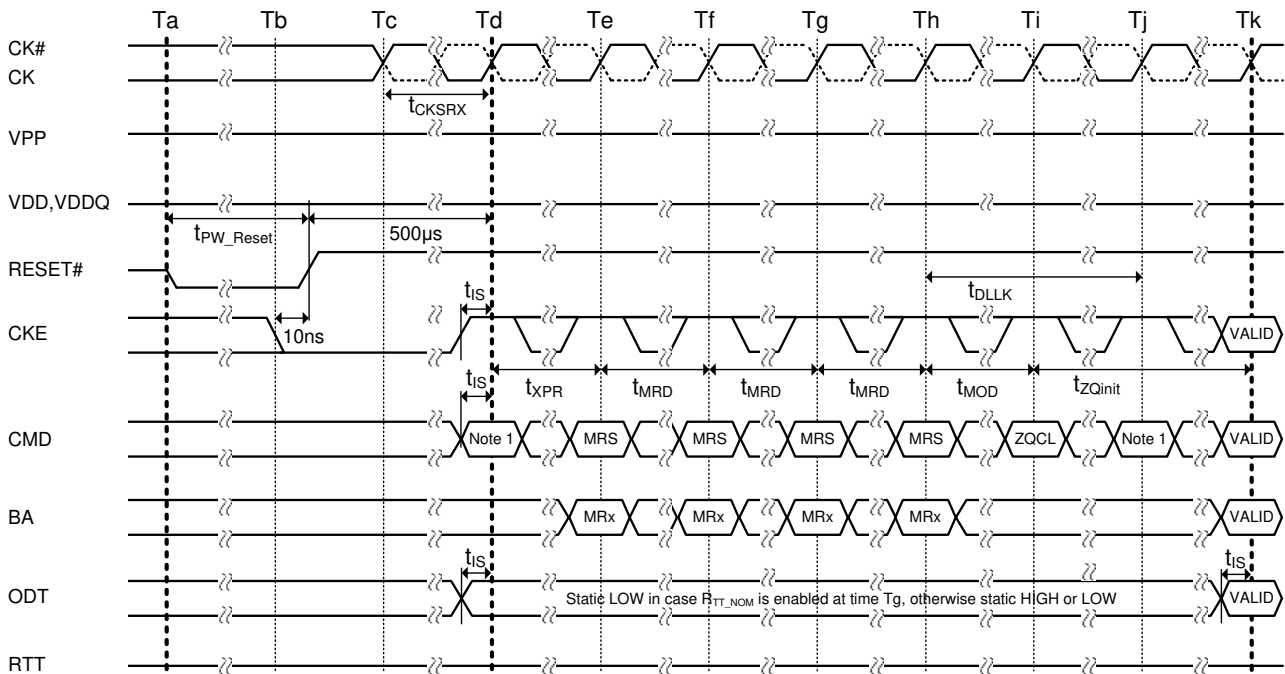 Ta Tb Tc Td Te Tf Tg Th Ti Tj Tk
CK#
CK
tCKSRX
VPP
VDD,VDDQ
tPW_Reset 500µs
RESET#
tIS tDLLK
CKE 10ns VALID
tIS tXPR tMRD tMRD tMRD tMOD tZQinit
CMD Note 1 MRS MRS MRS MRS ZQCL Note 1 VALID
BA MRx MRx MRx MRx VALID
tIS tIS
ODT Static LOW in case RTT_NOM is enabled at time Tg, otherwise static HIGH or LOW VALID
RTT